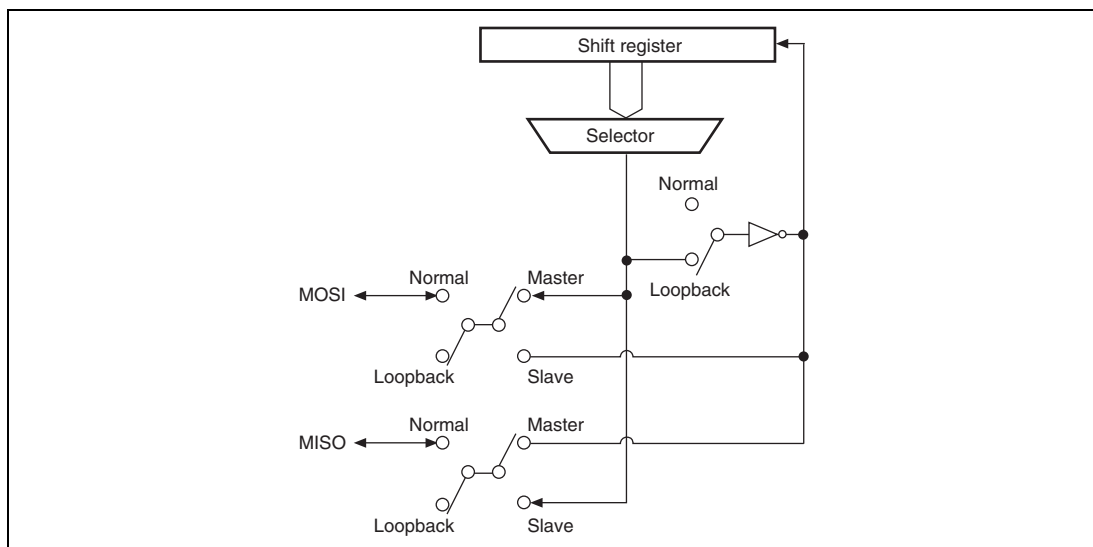 Shift register
Selector
Normal
Loopback
MOSI
Normal
Master
Loopback
Slave
MISO
Normal
Master
Loopback
Slave